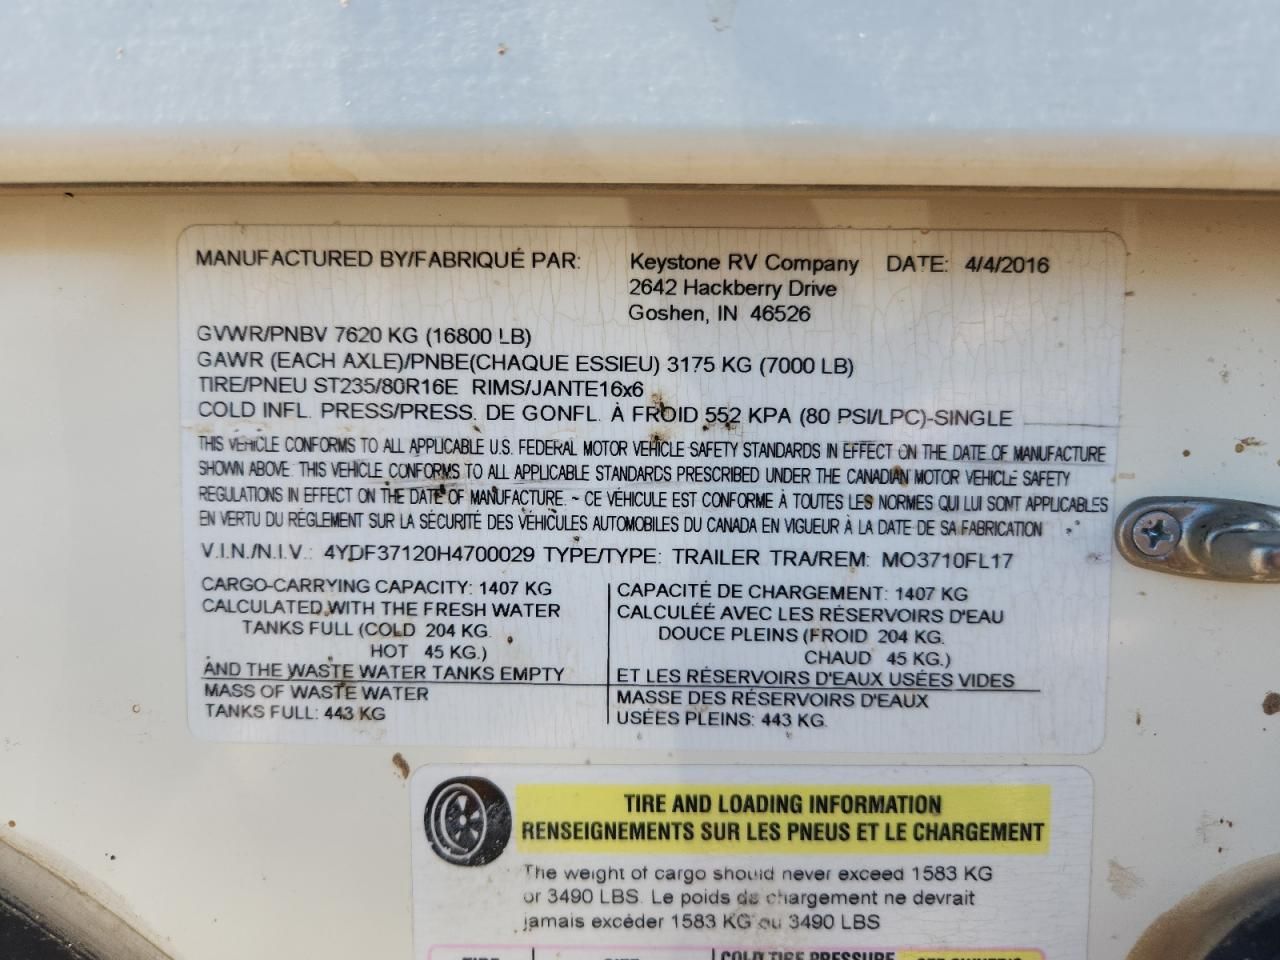 MANUFACTURED BY/FABRIQUÉ PAR: Keystone RV Company DATE: 4/4/2016
2642 Hackberry Drive
Goshen, IN 46526
GVWR/PNBV 7620 KG (16800 LB)
GAWR (EACH AXLE)/PNBE(CHAQUE ESSIEU) 3175 KG (7000 LB)
TIRE/PNEU ST235/80R16E RIMS/JANTE16x6
COLD INFL. PRESS/PRESS. DE GONFL. À FROID 552 KPA (80 PSI/LPC)-SINGLE
THIS VEHICLE CONFORMS TO ALL APPLICABLE U.S. FEDERAL MOTOR VEHICLE SAFETY STANDARDS IN EFFECT ON THE DATE OF MANUFACTURE
SHOWN ABOVE. THIS VEHICLE CONFORMS TO ALL APPLICABLE STANDARDS PRESCRIBED UNDER THE CANADIAN MOTOR VEHICLE SAFETY
REGULATIONS IN EFFECT ON THE DATE OF MANUFACTURE. ~ CE VÉHICULE EST CONFORME À TOUTES LES NORMES QUI LUI SONT APPLICABLES
EN VERTU DU RÉGLEMENT SUR LA SÉCURITÉ DES VÉHICULES AUTOMOBILES DU CANADA EN VIGUEUR À LA DATE DE SA FABRICATION
V.I.N./N.I.V.: 4YDF37120H4700029 TYPE/TYPE: TRAILER TRA/REM: MO3710FL17
CARGO-CARRYING CAPACITY: 1407 KG
CALCULATED WITH THE FRESH WATER
TANKS FULL (COLD 204 KG.
HOT 45 KG.)
AND THE WASTE WATER TANKS EMPTY
MASS OF WASTE WATER
TANKS FULL: 443 KG
CAPACITÉ DE CHARGEMENT: 1407 KG
CALCULÉÉ AVEC LES RÉSERVOIRS D'EAU
DOUCE PLEINS (FROID 204 KG.
CHAUD 45 KG.)
ET LES RÉSERVOIRS D'EAUX USÉES VIDES
MASSE DES RÉSERVOIRS D'EAUX
USÉES PLEINS: 443 KG.
TIRE AND LOADING INFORMATION
RENSEIGNEMENTS SUR LES PNEUS ET LE CHARGEMENT
The weight of cargo should never exceed 1583 KG
or 3490 LBS. Le poids de chargement ne devrait
jamais excéder 1583 KG ou 3490 LBS
TIRE SIZE COLD TIRE PRESSURE SEE OWNER'S